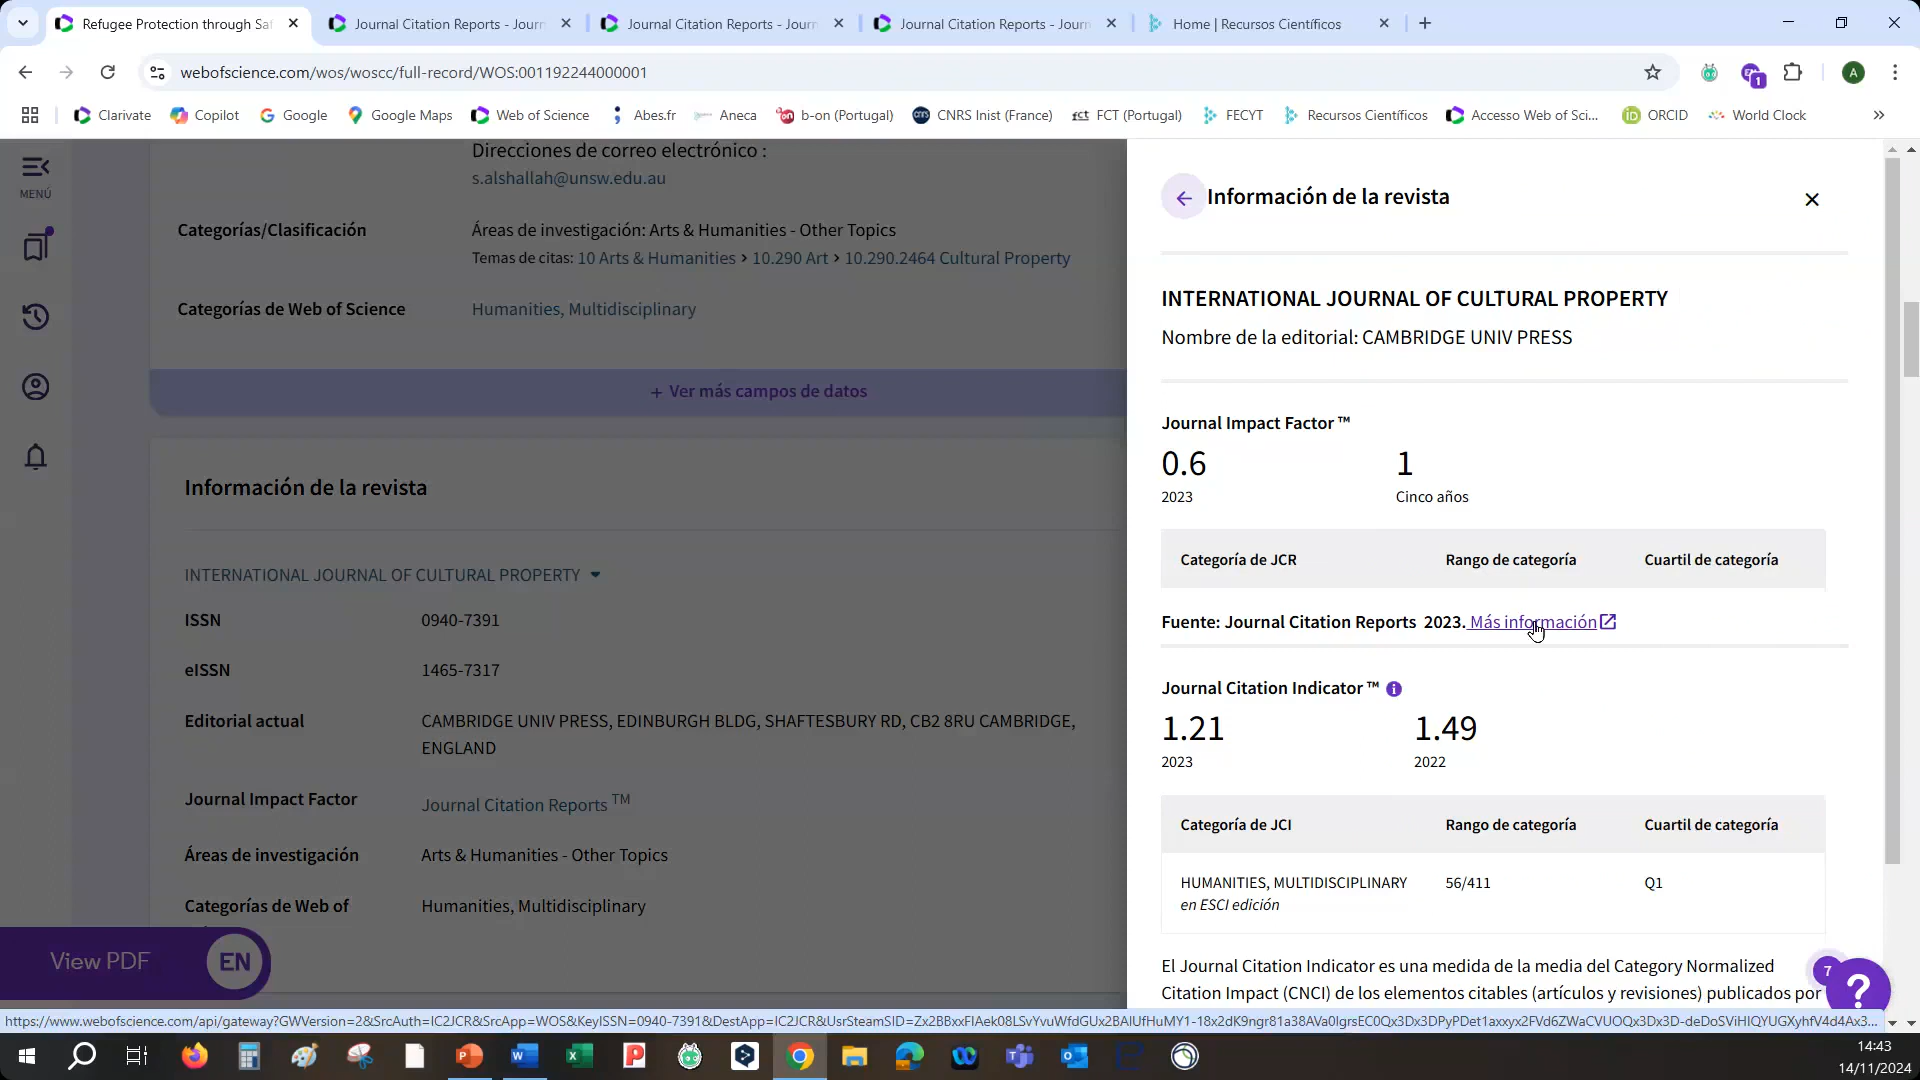 Refugee Protection through Saf
Journal Citation Reports - Journ
Journal Citation Reports - Journ
Journal Citation Reports - Journ
Home | Recursos Científicos
webofscience.com/wos/woscc/full-record/WOS:001192244000001
1
A
Clarivate
Copilot
Google
Google Maps
Web of Science
Abes.fr
Aneca
b-on (Portugal)
CNRS Inist (France)
FCT (Portugal)
FECYT
Recursos Científicos
Acceso Web of Sci...
ORCID
World Clock
MENÚ
Direcciones de correo electrónico :
s.alshallah@unsw.edu.au
Categorías/Clasificación
Áreas de investigación: Arts & Humanities - Other Topics
Temas de citas: 10 Arts & Humanities > 10.290 Art > 10.290.2464 Cultural Property
Categorías de Web of Science
Humanities, Multidisciplinary
+ Ver más campos de datos
Información de la revista
INTERNATIONAL JOURNAL OF CULTURAL PROPERTY
ISSN
0940-7391
eISSN
1465-7317
Editorial actual
CAMBRIDGE UNIV PRESS, EDINBURGH BLDG, SHAFTESBURY RD, CB2 8RU CAMBRIDGE,
ENGLAND
Journal Impact Factor
Journal Citation Reports TM
Áreas de investigación
Arts & Humanities - Other Topics
Categorías de Web of
Humanities, Multidisciplinary
View PDF
EN
Información de la revista
INTERNATIONAL JOURNAL OF CULTURAL PROPERTY
Nombre de la editorial: CAMBRIDGE UNIV PRESS
Journal Impact Factor ™
0.6
1
2023
Cinco años
Categoría de JCR
Rango de categoría
Cuartil de categoría
Fuente: Journal Citation Reports 2023. Más información
Journal Citation Indicator ™
1.21
1.49
2023
2022
Categoría de JCI
Rango de categoría
Cuartil de categoría
HUMANITIES, MULTIDISCIPLINARY
56/411
Q1
en ESCI edición
El Journal Citation Indicator es una medida de la media del Category Normalized
Citation Impact (CNCI) de los elementos citables (artículos y revisiones) publicados por
7
?
14:43
14/11/2024